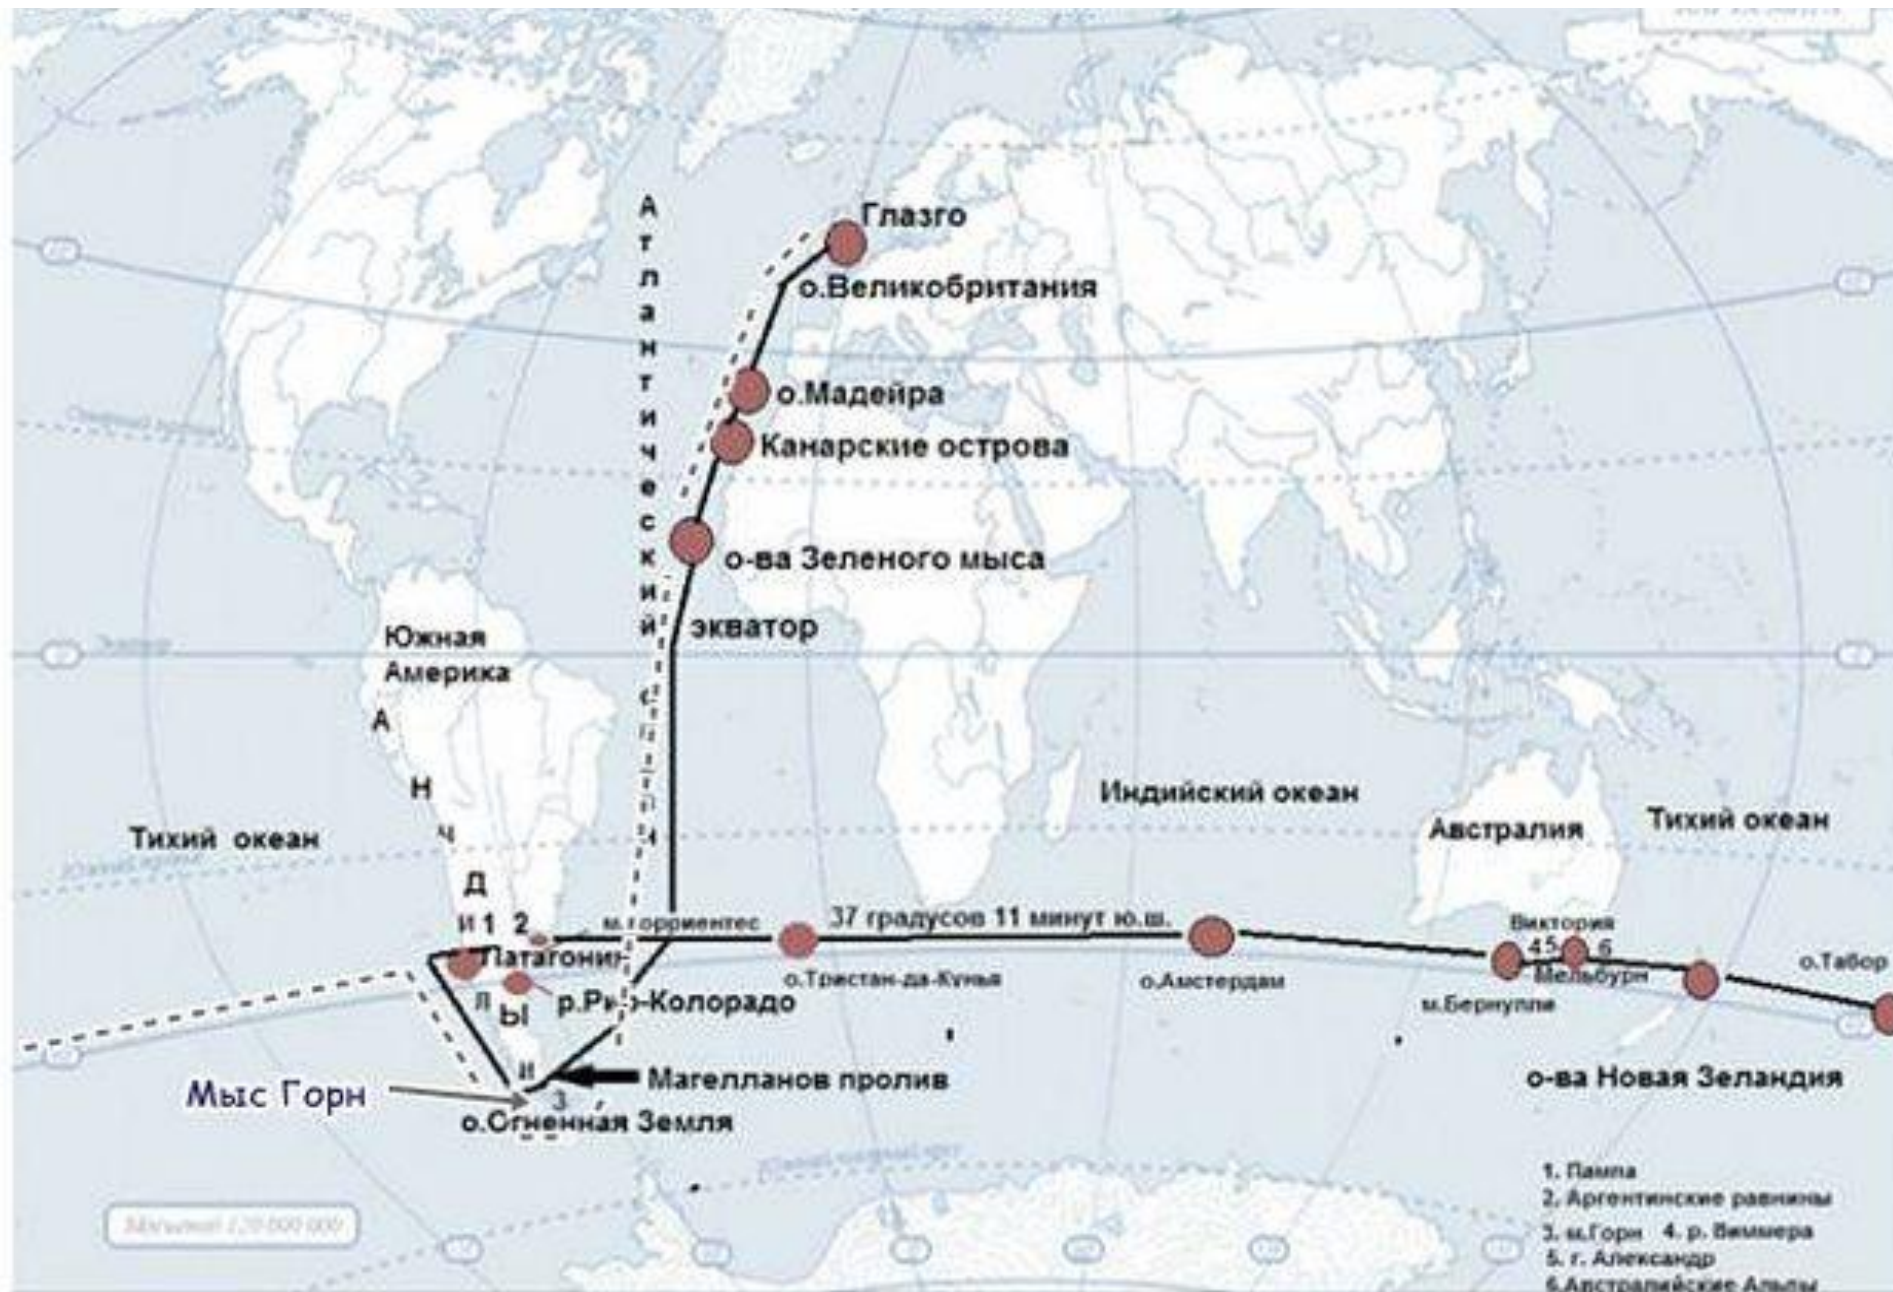 Атлантический
Глазго
о.Великобритания
о.Мадейра
Канарские острова
о-ва Зеленого мыса
экватор
Экватор
Южная
Америка
А
Н
Д
Ы
Индийский океан
Австралия
Тихий океан
Тихий океан
И 1 2
м.Корриентес
37 градусов 11 минут ю.ш.
Виктория
4 5 6
Патагония
о.Тристан-да-Кунья
о.Амстердам
Мельбурн
о.Табор
р.Рио-Колорадо
м.Бернулли
И
Магелланов пролив
о-ва Новая Зеландия
Мыс Горн
3
о.Огненная Земля
1. Пампа
2. Аргентинские равнины
3. м.Горн 4. р. Виммера
5. г. Александр
6.Австралийские Альпы